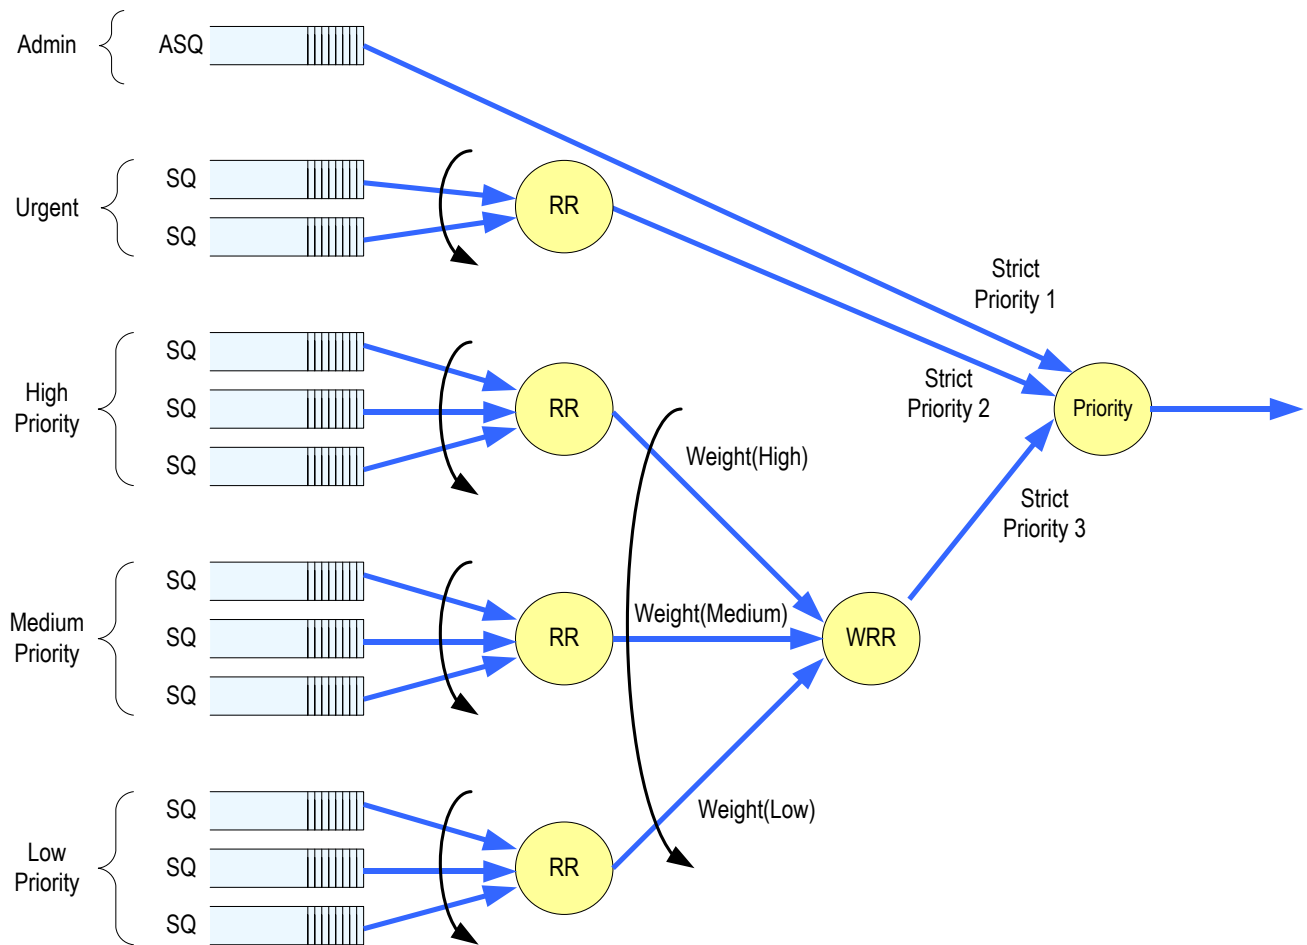 Admin
ASQ
Urgent
SQ
SQ
RR
Strict
Priority 1
High
Priority
SQ
SQ
SQ
RR
Weight(High)
Strict
Priority 2
Priority
Strict
Priority 3
Medium
Priority
SQ
SQ
SQ
RR
Weight(Medium)
WRR
Low
Priority
SQ
SQ
SQ
RR
Weight(Low)